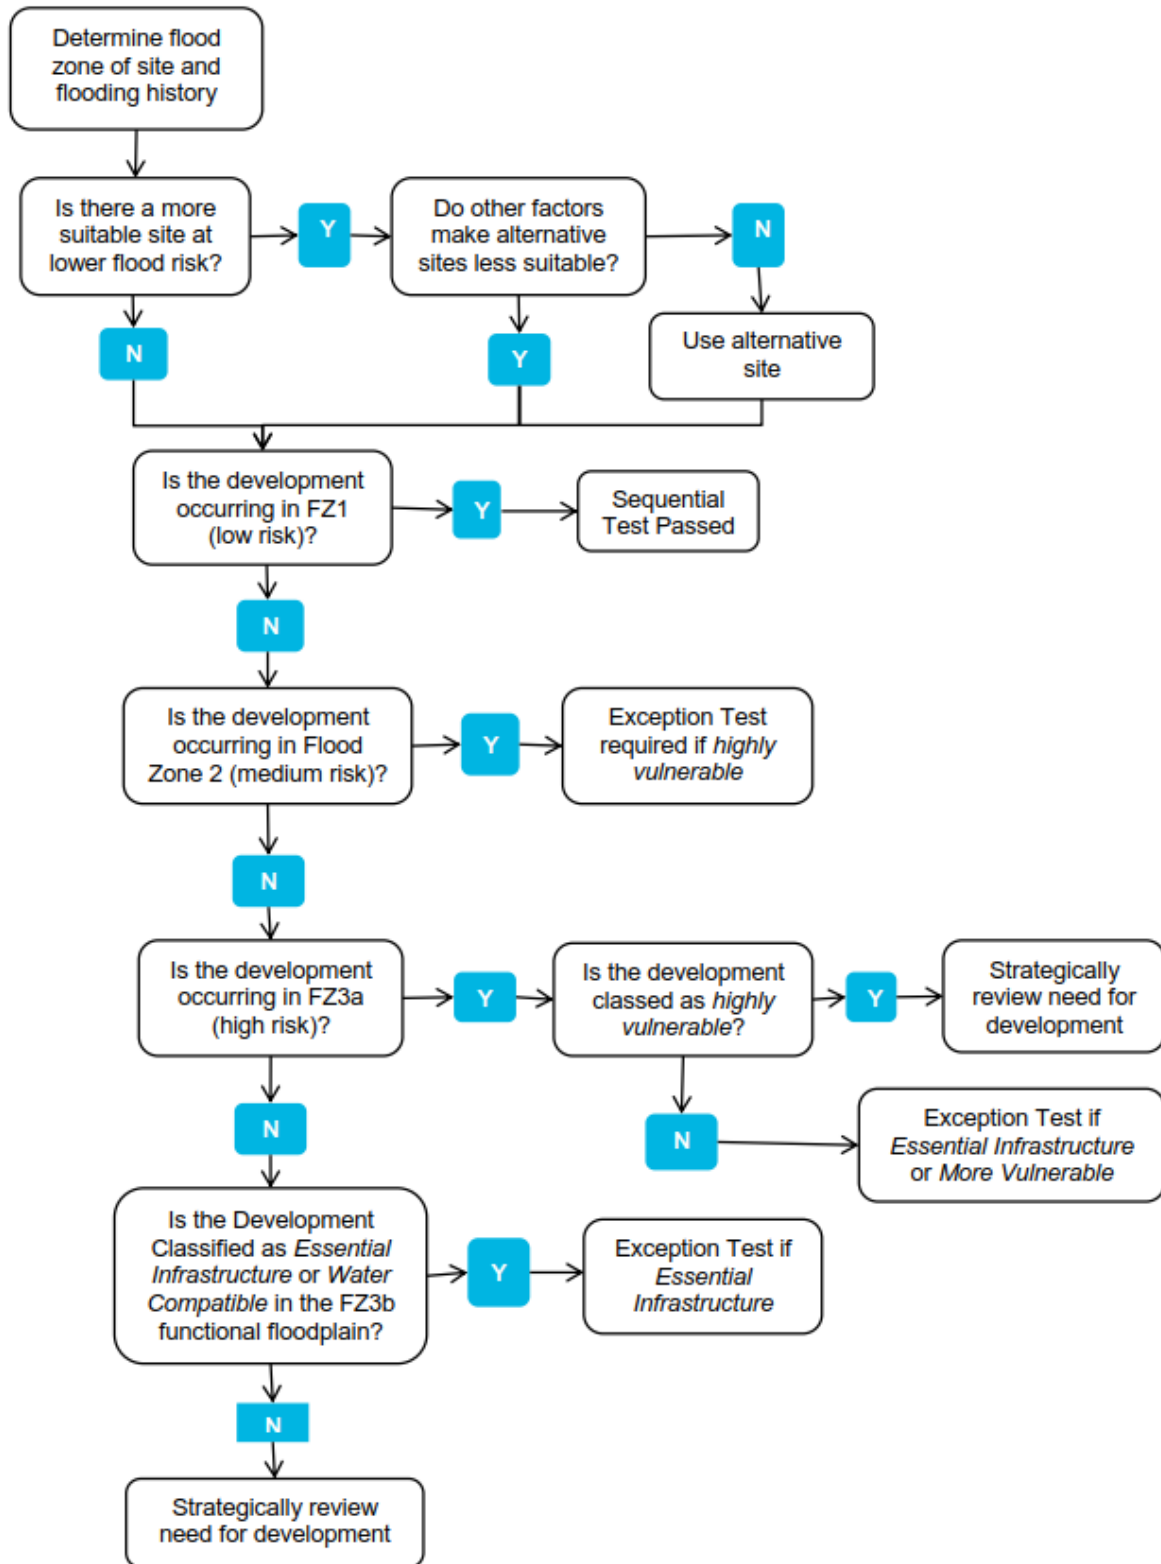 Determine flood
zone of site and
flooding history
Is there a more
suitable site at
lower flood risk?
Y
Do other factors
make alternative
sites less suitable?
N
N
Y
Use alternative
site
Is the development
occurring in FZ1
(low risk)?
Y
Sequential
Test Passed
N
Is the development
occurring in Flood
Zone 2 (medium risk)?
Y
Exception Test
required if highly
vulnerable
N
Is the development
occurring in FZ3a
(high risk)?
Y
Is the development
classed as highly
vulnerable?
Y
Strategically
review need for
development
N
N
Exception Test if
Essential Infrastructure
or More Vulnerable
Is the Development
Classified as Essential
Infrastructure or Water
Compatible in the FZ3b
functional floodplain?
Y
Exception Test if
Essential
Infrastructure
N
Strategically review
need for development